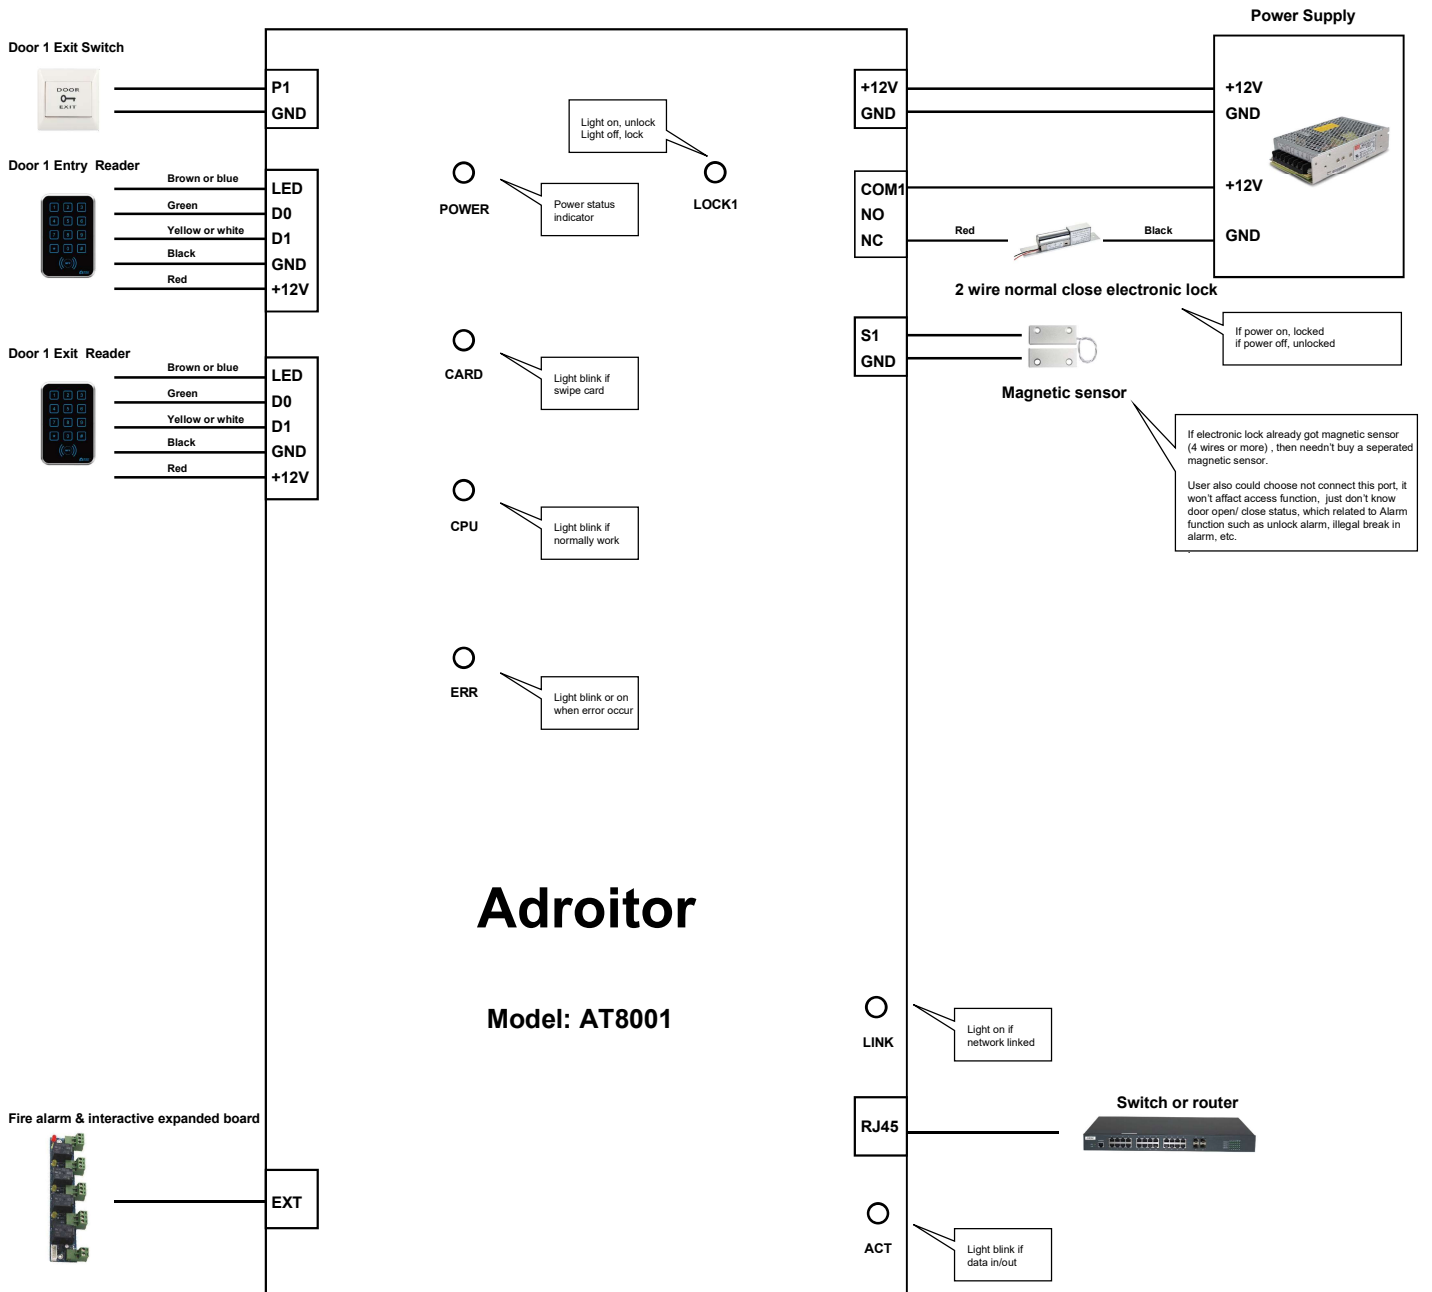 Power Supply
Door 1 Exit Switch
DOOR
EXIT
P1
GND
+12V
GND
+12V
GND
Light on, unlock
Light off, lock
Door 1 Entry Reader
Brown or blue
Green
Yellow or white
Black
Red
LED
D0
D1
GND
+12V
POWER
Power status
indicator
LOCK1
COM1
NO
NC
Red
Black
+12V
GND
2 wire normal close electronic lock
If power on, locked
if power off, unlocked
S1
GND
Magnetic sensor
If electronic lock already got magnetic sensor
(4 wires or more) , then needn't buy a seperated
magnetic sensor.
User also could choose not connect this port, it
won't affact access function, just don't know
door open/ close status, which related to Alarm
function such as unlock alarm, illegal break in
alarm, etc.
.
Door 1 Exit Reader
Brown or blue
Green
Yellow or white
Black
Red
LED
D0
D1
GND
+12V
CARD
Light blink if
swipe card
CPU
Light blink if
normally work
ERR
Light blink or on
when error occur
Adroitor
Model: AT8001
LINK
Light on if
network linked
Fire alarm & interactive expanded board
EXT
RJ45
Switch or router
ACT
Light blink if
data in/out